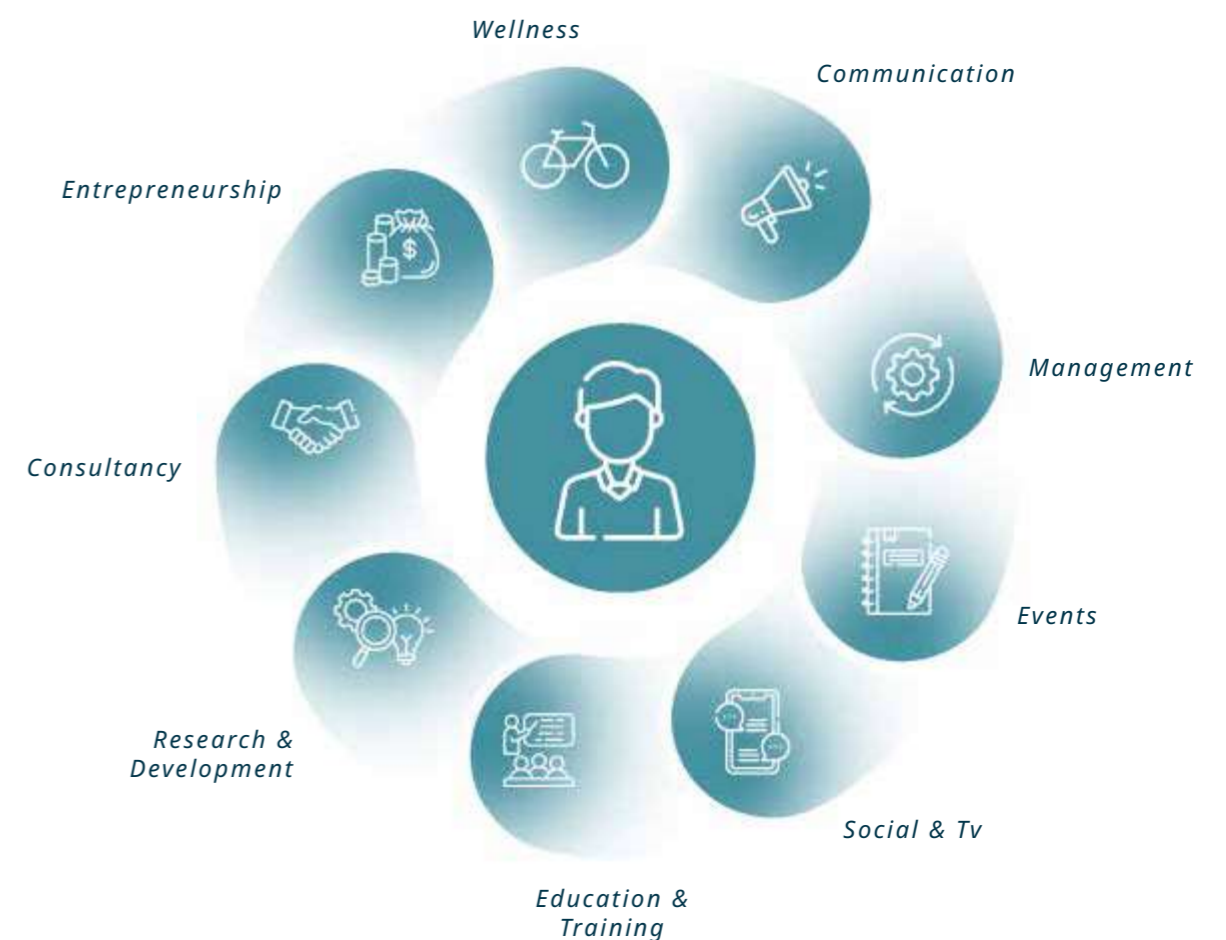 Wellness
Communication
Entrepreneurship
$
Management
Consultancy
Events
Research &
Development
Social & Tv
Education &
Training